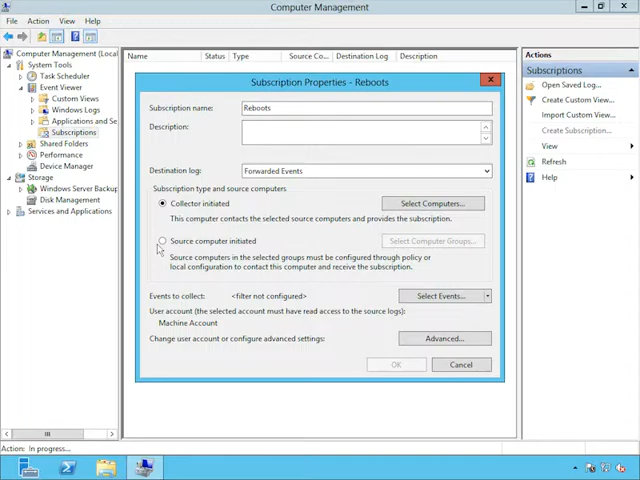 Computer Management
File Action View Help
Computer Management (Local
System Tools
Task Scheduler
Event Viewer
Custom Views
Windows Logs
Applications and Se
Subscriptions
Shared Folders
Performance
Device Manager
Storage
Windows Server Backup
Disk Management
Services and Applications
Name Status Type Source Co... Destination Log Description
Subscription Properties - Reboots
Subscription name: Reboots
Description:
Destination log: Forwarded Events
Subscription type and source computers
Collector initiated Select Computers...
This computer contacts the selected source computers and provides the subscription.
Source computer initiated Select Computer Groups...
Source computers in the selected groups must be configured through policy or
local configuration to contact this computer and receive the subscription.
Events to collect: <filter not configured> Select Events...
User account (the selected account must have read access to the source logs):
Machine Account
Change user account or configure advanced settings: Advanced...
OK Cancel
Actions
Subscriptions
Open Saved Log...
Create Custom View...
Import Custom View...
Create Subscription...
View
Refresh
Help
Action: In progress...